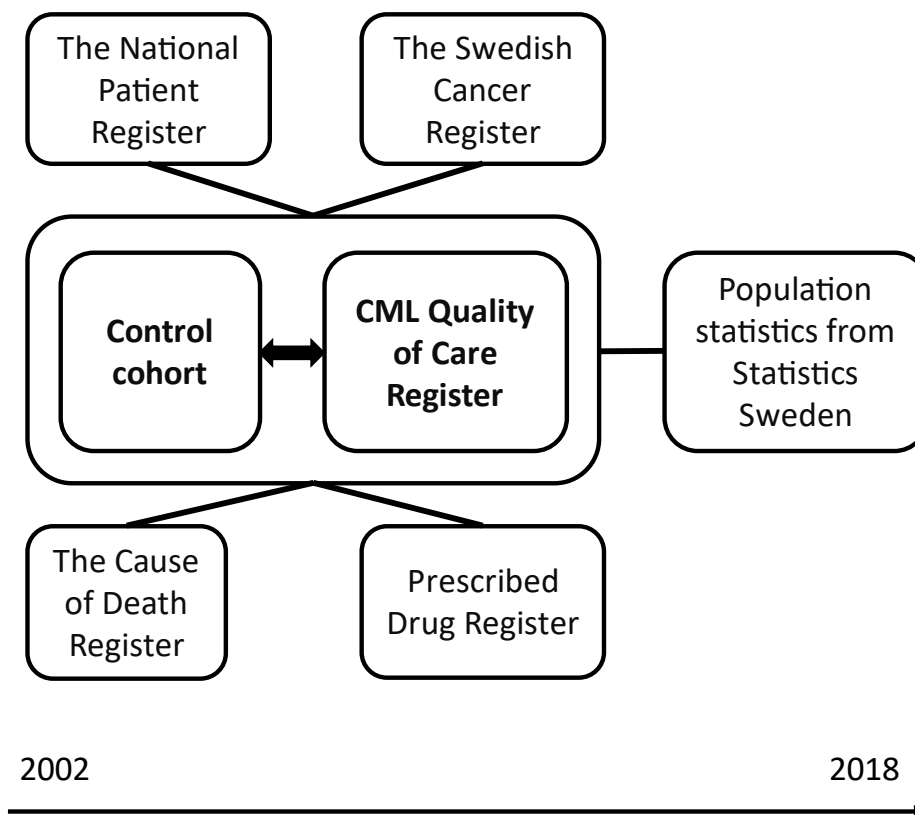 The National
Patient
Register
The Swedish
Cancer
Register
Control
cohort
CML Quality
of Care
Register
Population
statistics from
Statistics
Sweden
The Cause
of Death
Register
Prescribed
Drug Register
2002
2018